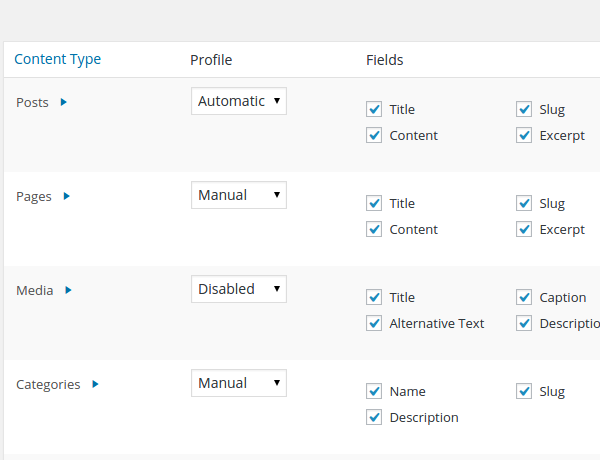 Content Type Profile Fields
Posts Automatic Title Slug
Content Excerpt
Pages Manual Title Slug
Content Excerpt
Media Disabled Title Caption
Alternative Text Descriptio
Categories Manual Name Slug
Description